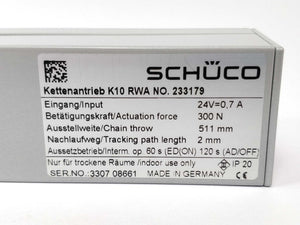 SCHÜCO
Kettenantrieb K10 RWA NO. 233179
Eingang/Input 24V=0,7 A
Betätigungskraft/Actuation force 300 N
Ausstellweite/Chain throw 511 mm
Nachlaufweg/Tracking path length 2 mm
Aussetzbetrieb/Interm. op. 60 s (ED(ON) 120 s (AD/OFF)
Nur für trockene Räume /indoor use only IP 20
SER.NO.:3307 08661 MADE IN GERMANY CE